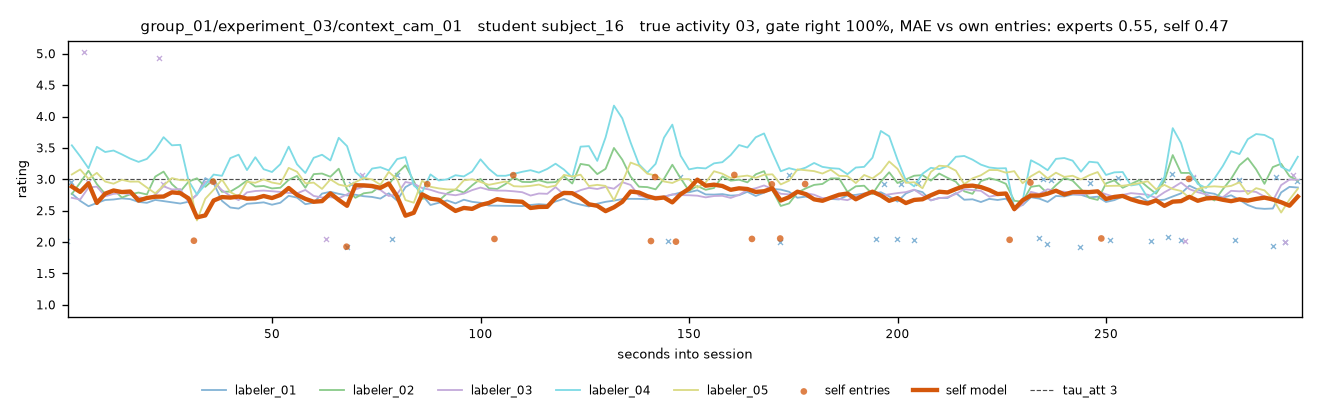 group_01/experiment_03/context_cam_01 student subject_16 true activity 03, gate right 100%, MAE vs own entries: experts 0.55, self 0.47
5.0
4.5
4.0
3.5
3.0
2.5
2.0
1.5
1.0
rating
50 100 150 200 250
seconds into session
labeler_01 labeler_02 labeler_03 labeler_04 labeler_05 self entries self model tau_att 3